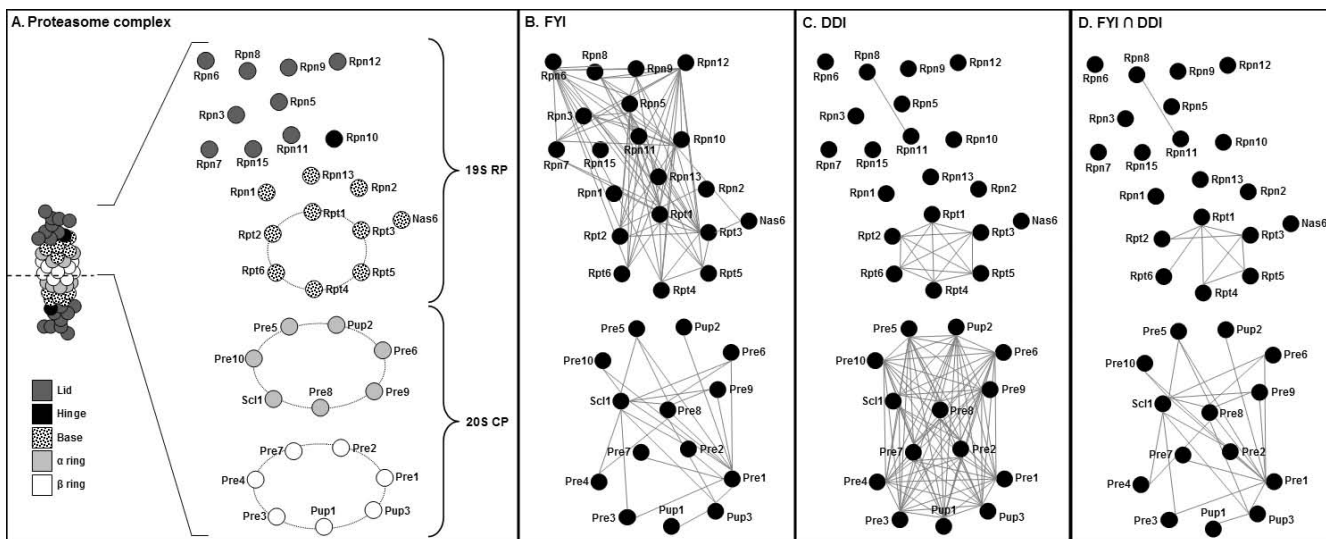 A. Proteasome complex
Rpn6
Rpn8
Rpn9
Rpn12
Rpn3
Rpn5
Rpn7
Rpn15
Rpn11
Rpn10
Rpn1
Rpn13
Rpn2
Rpt1
Nas6
Rpt2
Rpt3
Rpt6
Rpt5
Rpt4
19S RP
Pre5
Pup2
Pre10
Pre6
Scl1
Pre8
Pre9
20S CP
Pre7
Pre2
Pre4
Pre1
Pre3
Pup1
Pup3
Lid
Hinge
Base
α ring
β ring
B. FYI
Rpn8
Rpn6
Rpn9
Rpn12
Rpn5
Rpn3
Rpn10
Rpn7
Rpn15
Rpn11
Rpn13
Rpn1
Rpn2
Rpt1
Nas6
Rpt2
Rpt3
Rpt6
Rpt5
Rpt4
Pre5
Pup2
Pre10
Pre6
Scl1
Pre9
Pre8
Pre7
Pre2
Pre4
Pre1
Pre3
Pup1
Pup3
C. DDI
Rpn8
Rpn6
Rpn9
Rpn12
Rpn5
Rpn3
Rpn10
Rpn7
Rpn15
Rpn11
Rpn13
Rpn1
Rpn2
Rpt1
Nas6
Rpt2
Rpt3
Rpt6
Rpt5
Rpt4
Pre5
Pup2
Pre10
Pre6
Scl1
Pre9
Pre8
Pre7
Pre2
Pre4
Pre1
Pre3
Pup1
Pup3
D. FYI ∩ DDI
Rpn8
Rpn6
Rpn9
Rpn12
Rpn5
Rpn3
Rpn10
Rpn7
Rpn15
Rpn11
Rpn13
Rpn1
Rpn2
Rpt1
Nas6
Rpt2
Rpt3
Rpt6
Rpt5
Rpt4
Pre5
Pup2
Pre10
Pre6
Scl1
Pre9
Pre8
Pre7
Pre2
Pre4
Pre1
Pre3
Pup1
Pup3